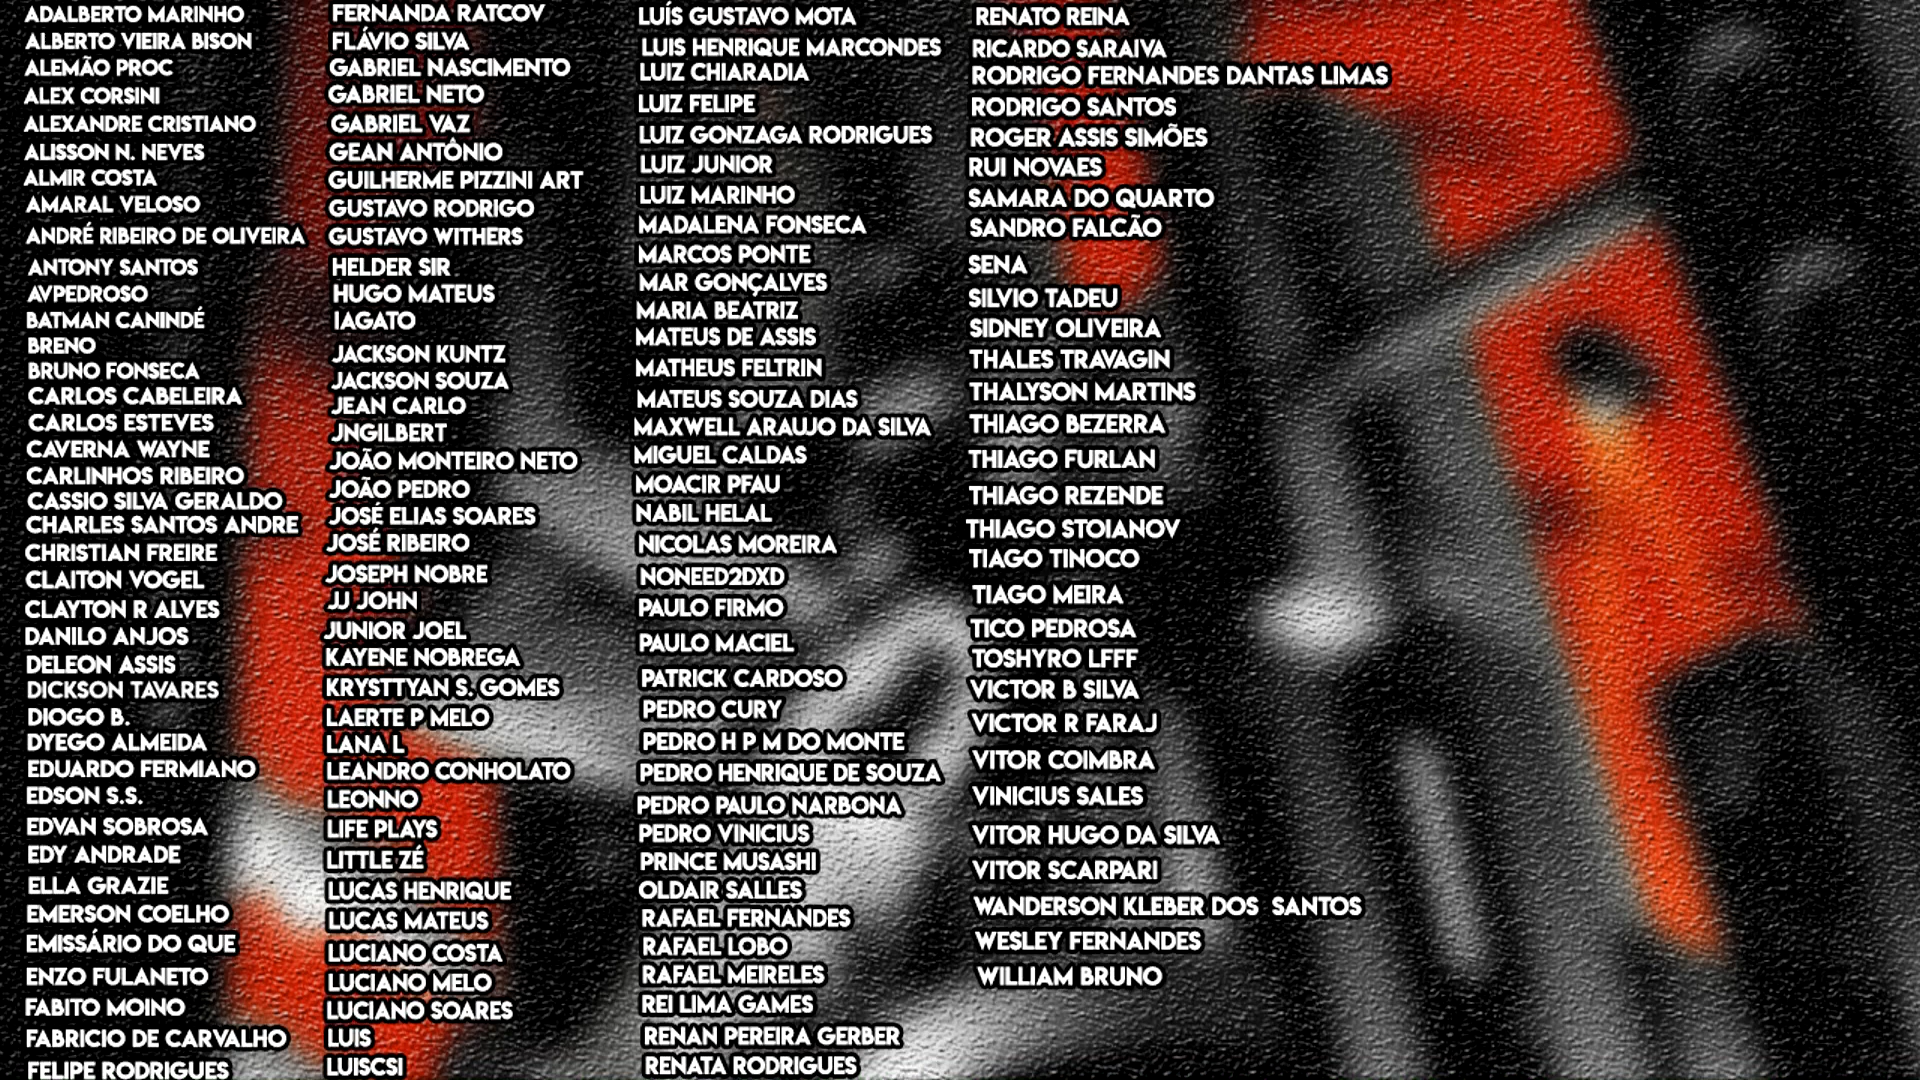 ADALBERTO MARINHO
ALBERTO VIEIRA BISON
ALEMÃO PROC
ALEX CORSINI
ALEXANDRE CRISTIANO
ALISSON N. NEVES
ALMIR COSTA
AMARAL VELOSO
ANDRÉ RIBEIRO DE OLIVEIRA
ANTONY SANTOS
AVPEDROSO
BATMAN CANINDÉ
BRENO
BRUNO FONSECA
CARLOS CABELEIRA
CARLOS ESTEVES
CAVERNA WAYNE
CARLINHOS RIBEIRO
CASSIO SILVA GERALDO
CHARLES SANTOS ANDRE
CHRISTIAN FREIRE
CLAITON VOGEL
CLAYTON R ALVES
DANILO ANJOS
DELEON ASSIS
DICKSON TAVARES
DIOGO B.
DYEGO ALMEIDA
EDUARDO FERMIANO
EDSON S.S.
EDVAN SOBROSA
EDY ANDRADE
ELLA GRAZIE
EMERSON COELHO
EMISSÁRIO DO QUE
ENZO FULANETO
FABITO MOINO
FABRICIO DE CARVALHO
FELIPE RODRIGUES
FERNANDA RATCOV
FLÁVIO SILVA
GABRIEL NASCIMENTO
GABRIEL NETO
GABRIEL VAZ
GEAN ANTÔNIO
GUILHERME PIZZINI ART
GUSTAVO RODRIGO
GUSTAVO WITHERS
HELDER SIR
HUGO MATEUS
IAGATO
JACKSON KUNTZ
JACKSON SOUZA
JEAN CARLO
JNGILBERT
JOÃO MONTEIRO NETO
JOÃO PEDRO
JOSÉ ELIAS SOARES
JOSÉ RIBEIRO
JOSEPH NOBRE
JJ JOHN
JUNIOR JOEL
KAYENE NOBREGA
KRYSTTYAN S. GOMES
LAERTE P MELO
LANA L
LEANDRO CONHOLATO
LEONNO
LIFE PLAYS
LITTLE ZÉ
LUCAS HENRIQUE
LUCAS MATEUS
LUCIANO COSTA
LUCIANO MELO
LUCIANO SOARES
LUIS
LUISCSI
LUÍS GUSTAVO MOTA
LUIS HENRIQUE MARCONDES
LUIZ CHIARADIA
LUIZ FELIPE
LUIZ GONZAGA RODRIGUES
LUIZ JUNIOR
LUIZ MARINHO
MADALENA FONSECA
MARCOS PONTE
MAR GONÇALVES
MARIA BEATRIZ
MATEUS DE ASSIS
MATHEUS FELTRIN
MATEUS SOUZA DIAS
MAXWELL ARAUJO DA SILVA
MIGUEL CALDAS
MOACIR PFAU
NABIL HELAL
NICOLAS MOREIRA
NONEED2DXD
PAULO FIRMO
PAULO MACIEL
PATRICK CARDOSO
PEDRO CURY
PEDRO H P M DO MONTE
PEDRO HENRIQUE DE SOUZA
PEDRO PAULO NARBONA
PEDRO VINICIUS
PRINCE MUSASHI
OLDAIR SALLES
RAFAEL FERNANDES
RAFAEL LOBO
RAFAEL MEIRELES
REI LIMA GAMES
RENAN PEREIRA GERBER
RENATA RODRIGUES
RENATO REINA
RICARDO SARAIVA
RODRIGO FERNANDES DANTAS LIMAS
RODRIGO SANTOS
ROGER ASSIS SIMÕES
RUI NOVAES
SAMARA DO QUARTO
SANDRO FALCÃO
SENA
SILVIO TADEU
SIDNEY OLIVEIRA
THALES TRAVAGIN
THALYSON MARTINS
THIAGO BEZERRA
THIAGO FURLAN
THIAGO REZENDE
THIAGO STOIANOV
TIAGO TINOCO
TIAGO MEIRA
TICO PEDROSA
TOSHYRO LFFF
VICTOR B SILVA
VICTOR R FARAJ
VITOR COIMBRA
VINICIUS SALES
VITOR HUGO DA SILVA
VITOR SCARPARI
WANDERSON KLEBER DOS SANTOS
WESLEY FERNANDES
WILLIAM BRUNO